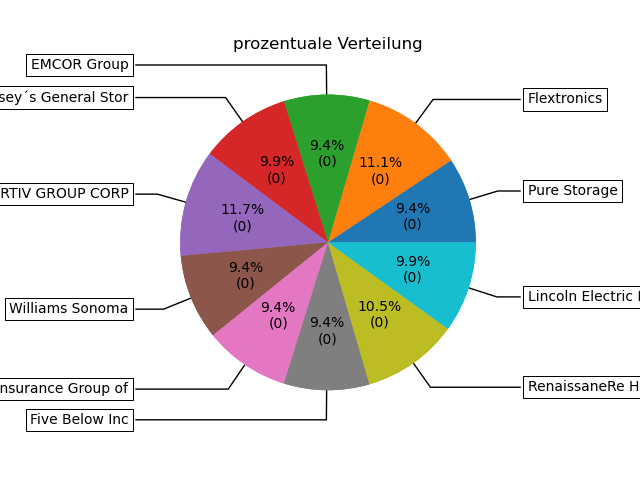 prozentuale Verteilung
EMCOR Group
sey´s General Stor
Flextronics
9.4%
(0)
9.9%
(0)
11.1%
(0)
RTIV GROUP CORP
Pure Storage
11.7%
(0)
9.4%
(0)
9.4%
(0)
9.9%
(0)
Williams Sonoma
Lincoln Electric
9.4%
(0)
9.4%
(0)
10.5%
(0)
nsurance Group of
RenaissaneRe H
Five Below Inc